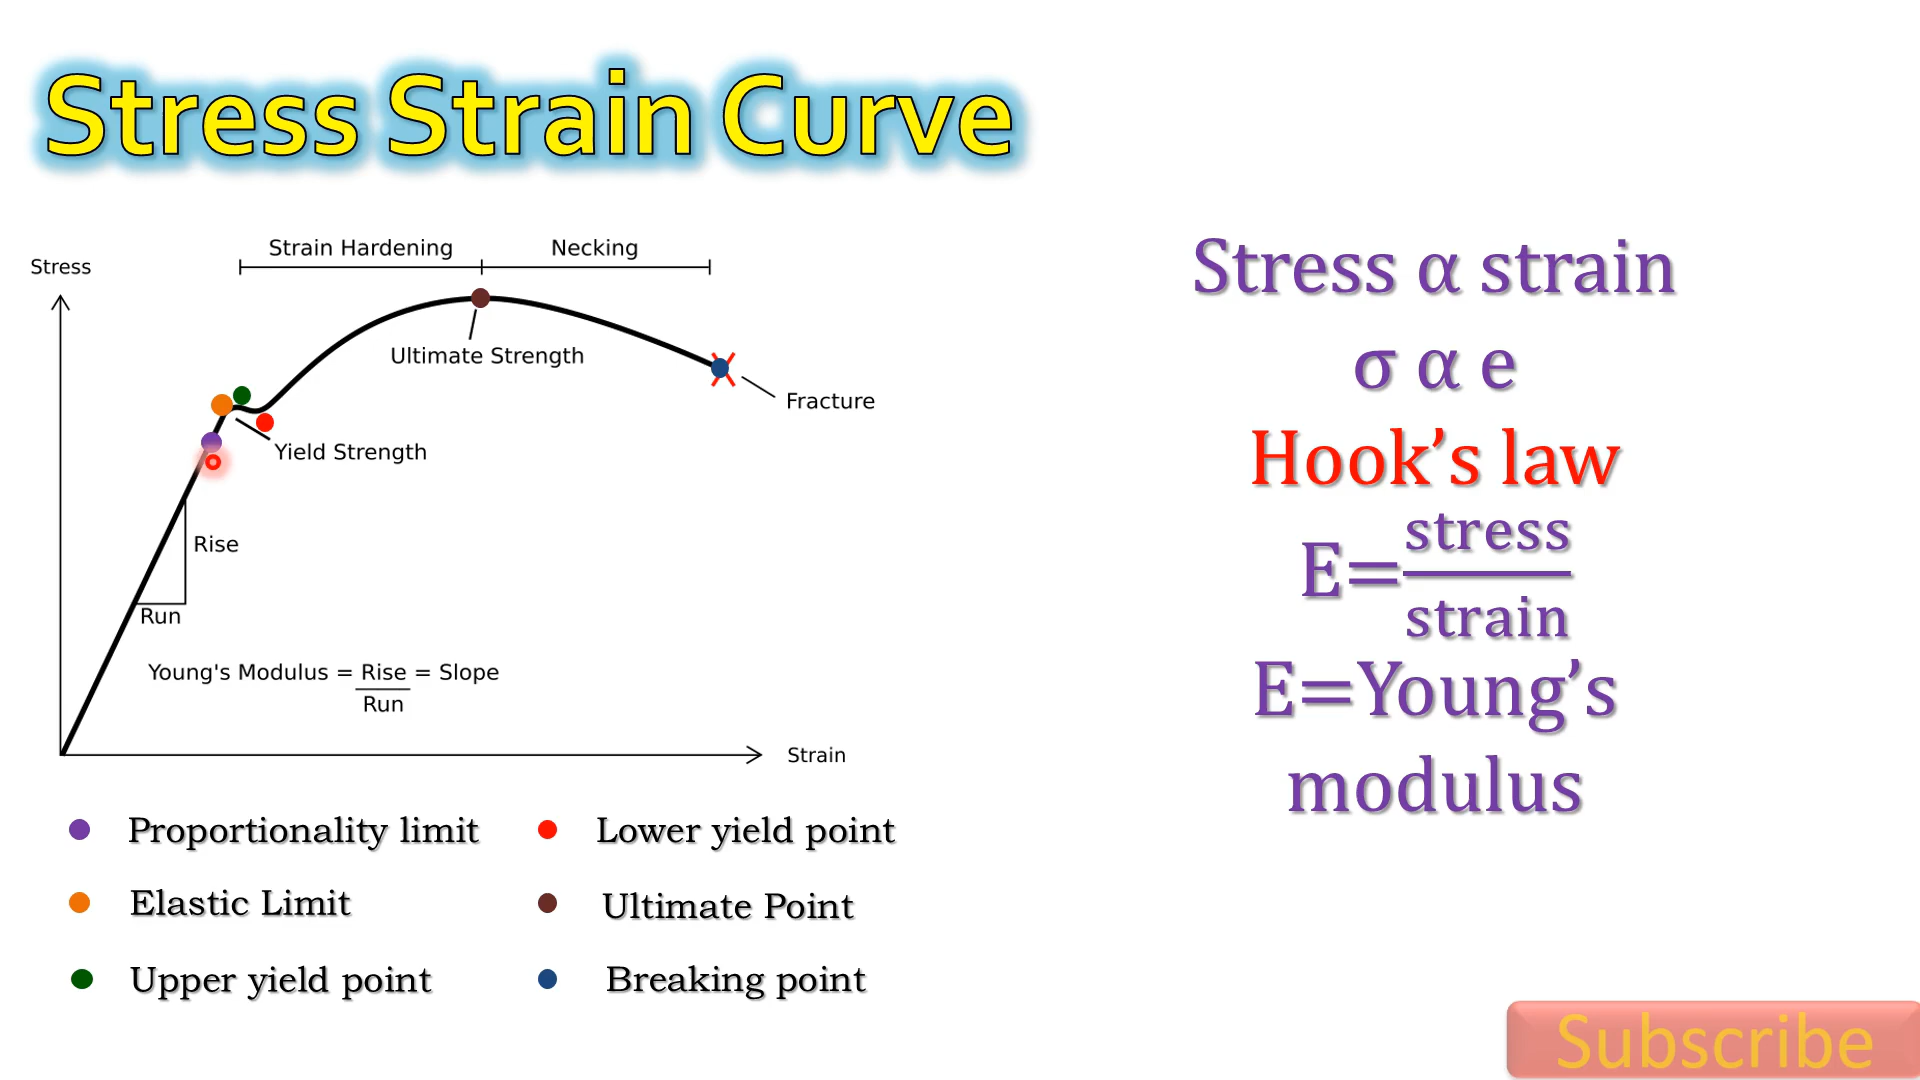 Stress Strain Curve
Strain Hardening
Necking
Stress
Ultimate Strength
Fracture
Yield Strength
Rise
Run
Young's Modulus = Rise = Slope
Run
Strain
Proportionality limit
Lower yield point
Elastic Limit
Ultimate Point
Upper yield point
Breaking point
Stress α strain
σ α e
Hook’s law
E=stress
strain
E=Young’s
modulus
Subscribe